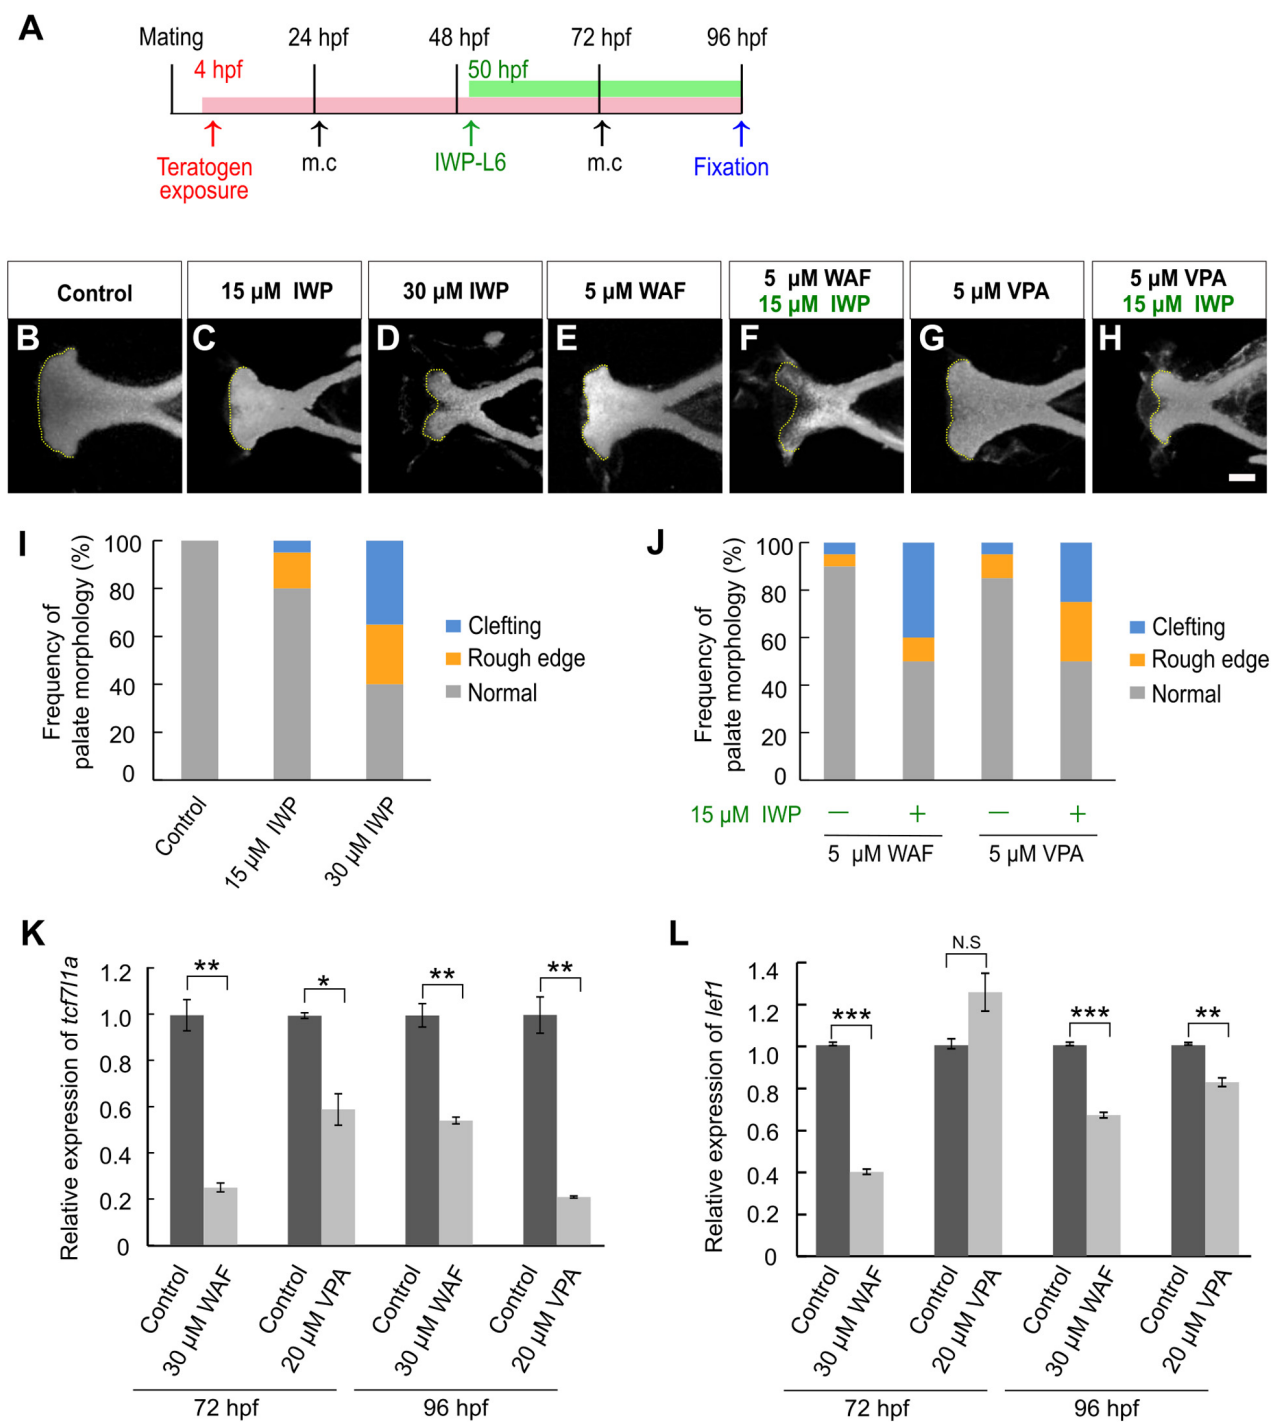 A
Mating 24 hpf 48 hpf 72 hpf 96 hpf
4 hpf 50 hpf
Teratogen exposure
m.c
IWP-L6
m.c
Fixation
Control
15 μM IWP
30 μM IWP
5 μM WAF
5 μM WAF
15 μM IWP
5 μM VPA
5 μM VPA
15 μM IWP
B C D E F G H
I
Frequency of
palate morphology (%)
100
80
60
40
20
0
Clefting
Rough edge
Normal
Control
15 μM IWP
30 μM IWP
J
Frequency of
palate morphology (%)
100
80
60
40
20
0
Clefting
Rough edge
Normal
15 μM IWP — + — +
5 μM WAF 5 μM VPA
K
Relative expression of tcf7l1a
1.2
1.0
0.8
0.6
0.4
0.2
0
** * ** **
Control
30 μM WAF
Control
20 μM VPA
Control
30 μM WAF
Control
20 μM VPA
72 hpf 96 hpf
L
Relative expression of lef1
1.4
1.2
1.0
0.8
0.6
0.4
0.2
0
*** N.S *** **
Control
30 μM WAF
Control
20 μM VPA
Control
30 μM WAF
Control
20 μM VPA
72 hpf 96 hpf